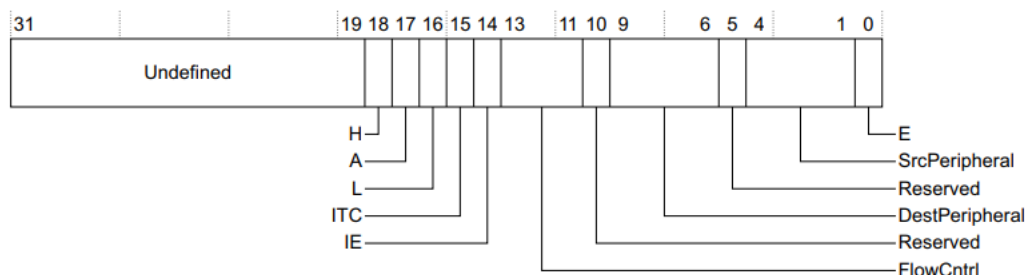 31 19 18 17 16 15 14 13 11 10 9 6 5 4 1 0
Undefined
H E
A SrcPeripheral
L Reserved
ITC DestPeripheral
IE Reserved
FlowCntrl